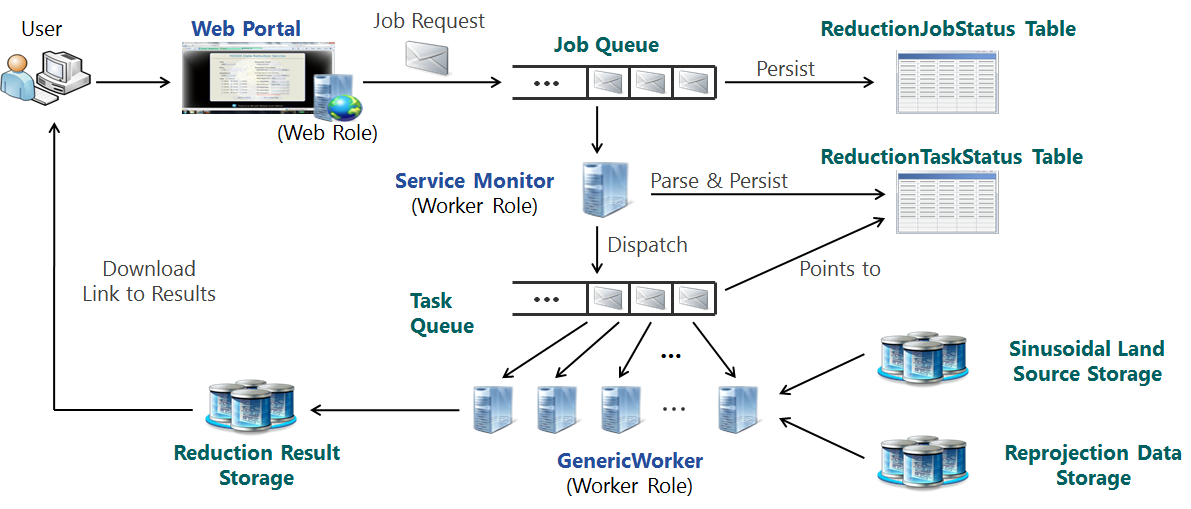 User
Web Portal
(Web Role)
Job Request
Job Queue
Persist
ReductionJobStatus Table
Service Monitor
(Worker Role)
Parse & Persist
ReductionTaskStatus Table
Dispatch
Points to
Task
Queue
Download
Link to Results
...
GenericWorker
(Worker Role)
Sinusoidal Land
Source Storage
Reprojection Data
Storage
Reduction Result
Storage